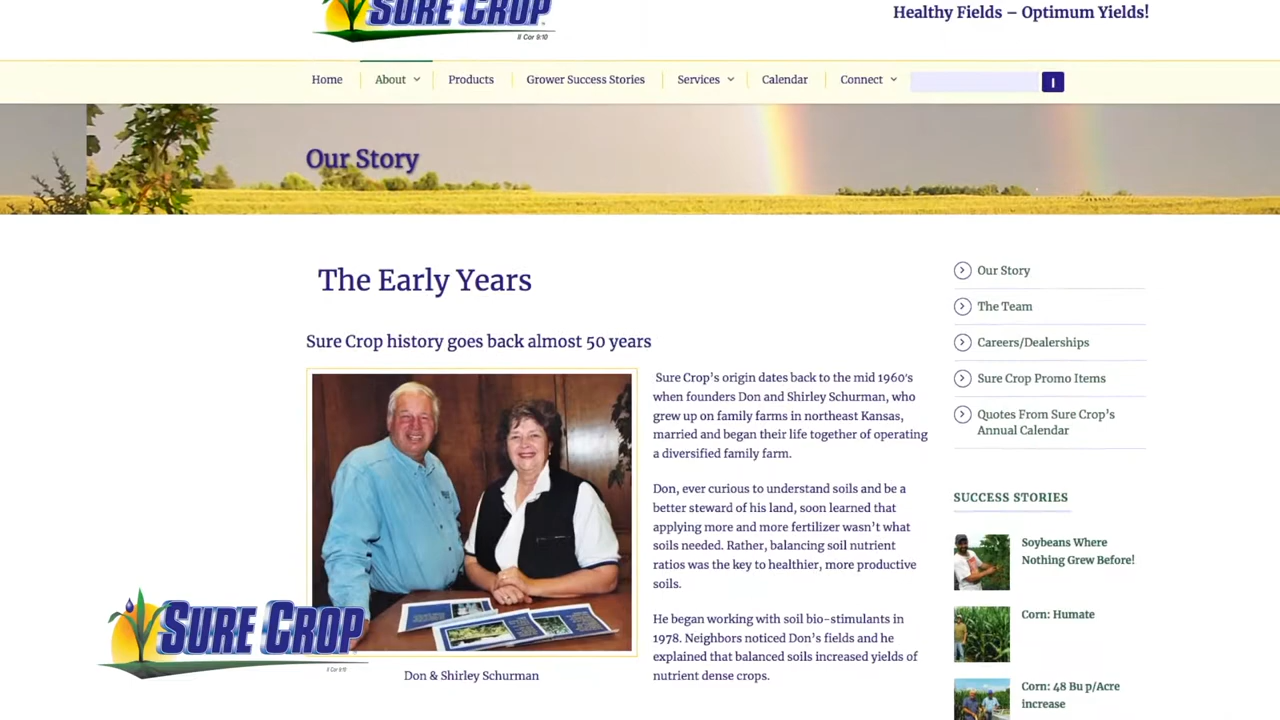 SURE CROP
II Cor 9:10
Healthy Fields – Optimum Yields!
Home
About
Products
Grower Success Stories
Services
Calendar
Connect
Our Story
The Early Years
Sure Crop history goes back almost 50 years
Sure Crop’s origin dates back to the mid 1960's
when founders Don and Shirley Schurman, who
grew up on family farms in northeast Kansas,
married and began their life together of operating
a diversified family farm.
Don, ever curious to understand soils and be a
better steward of his land, soon learned that
applying more and more fertilizer wasn’t what
soils needed. Rather, balancing soil nutrient
ratios was the key to healthier, more productive
soils.
He began working with soil bio-stimulants in
1978. Neighbors noticed Don’s fields and he
explained that balanced soils increased yields of
nutrient dense crops.
Don & Shirley Schurman
SURE CROP
II Cor 9:10
Our Story
The Team
Careers/Dealerships
Sure Crop Promo Items
Quotes From Sure Crop’s
Annual Calendar
SUCCESS STORIES
Soybeans Where
Nothing Grew Before!
Corn: Humate
Corn: 48 Bu p/Acre
increase